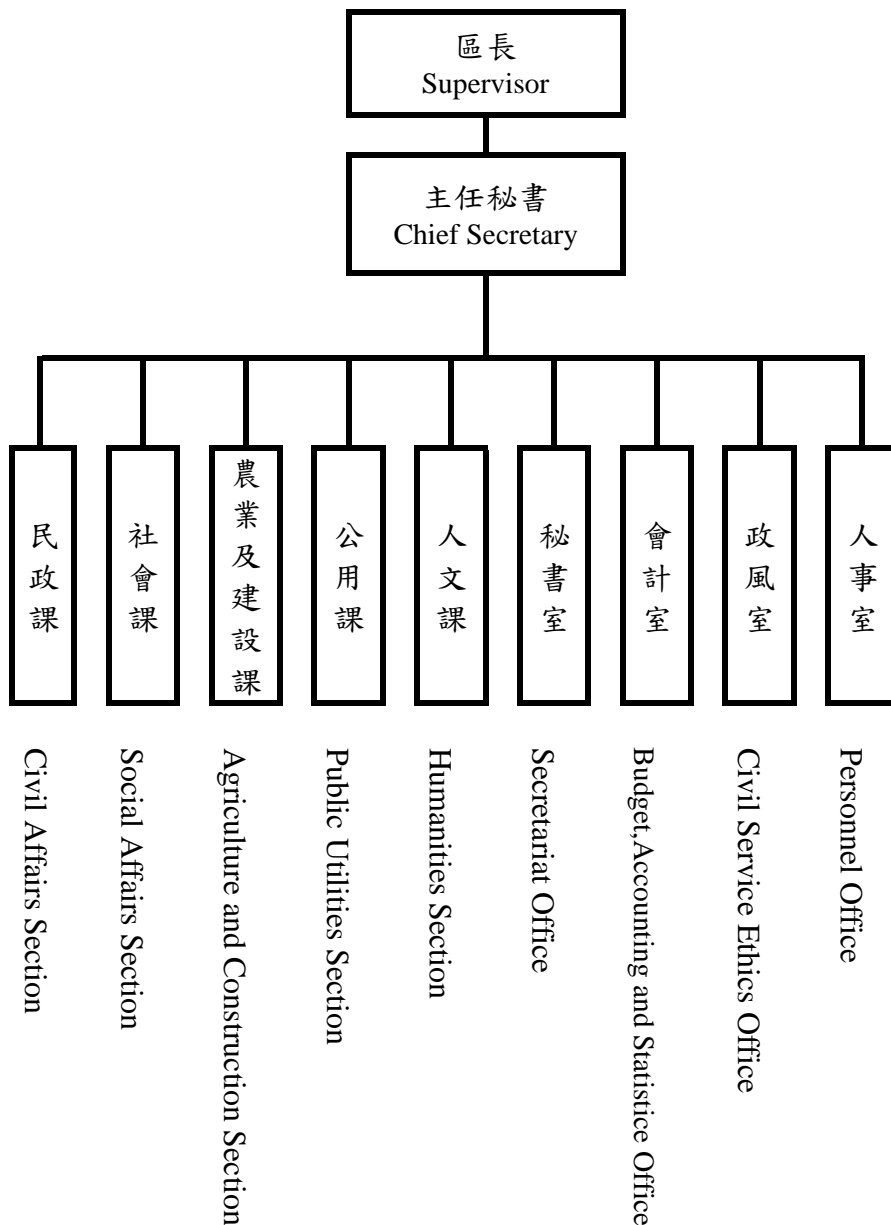 區長
Supervisor
主任秘書
Chief Secretary
民政課
社會課
農業及建設課
公用課
人文課
秘書室
會計室
政風室
人事室
Civil Affairs Section
Social Affairs Section
Agriculture and Construction Section
Public Utilities Section
Humanities Section
Secretariat Office
Budget,Accounting and Statistice Office
Civil Service Ethics Office
Personnel Office